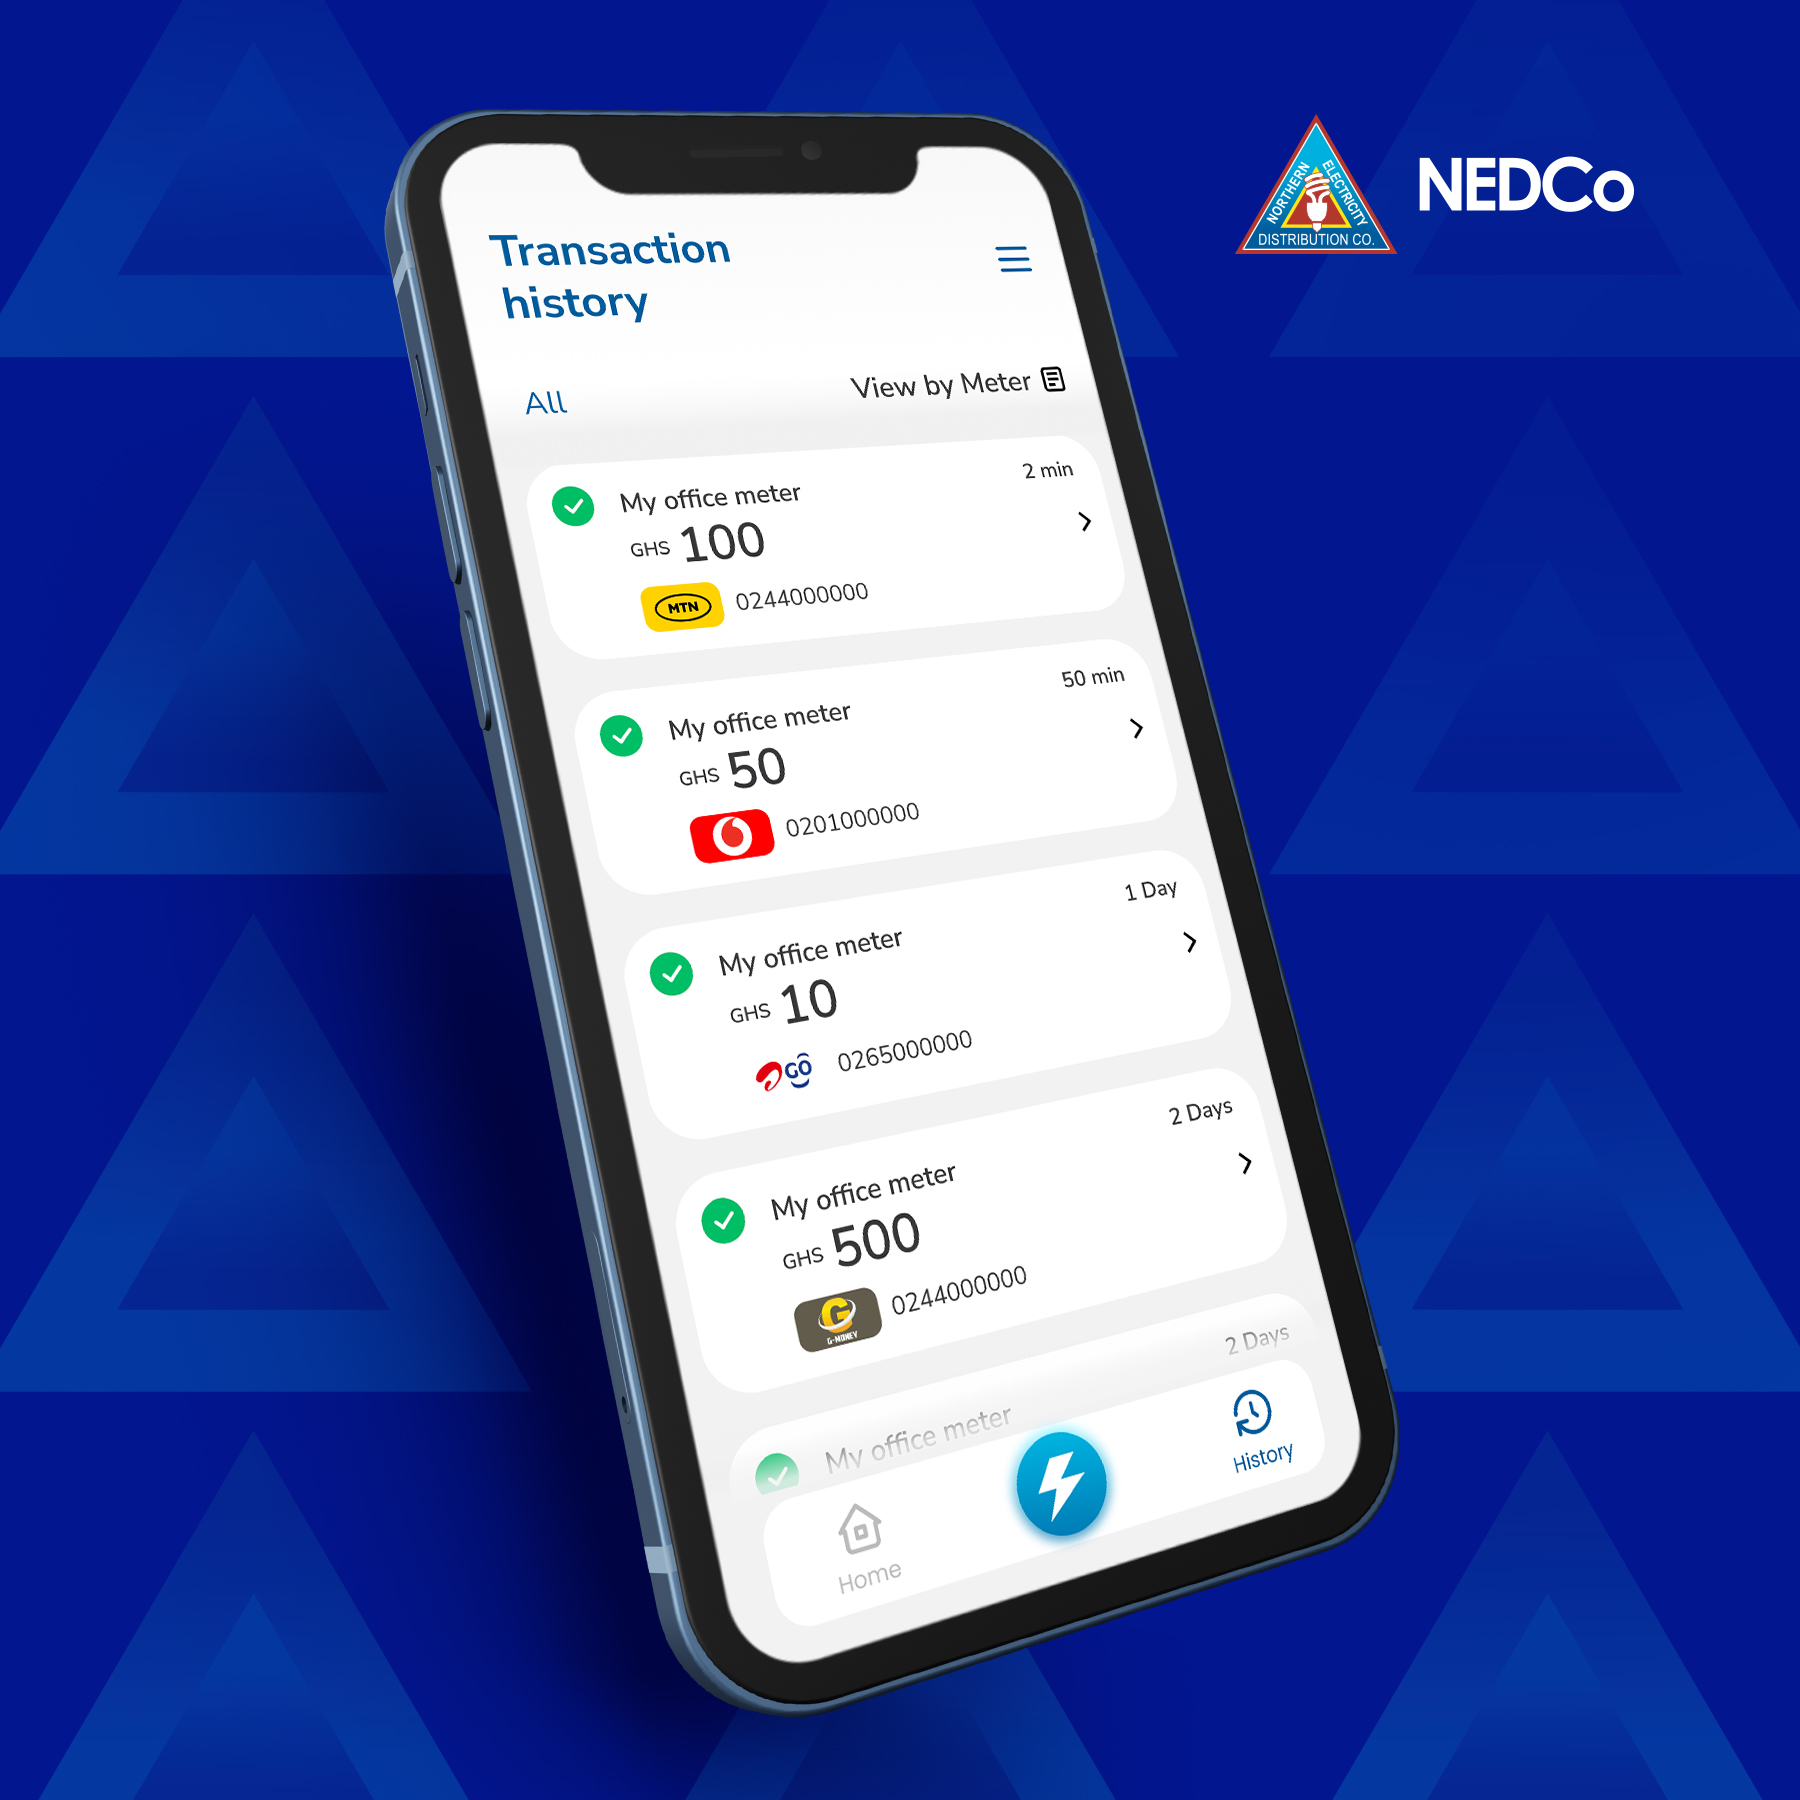 NORTHERN ELECTRICITY
DISTRIBUTION CO.
NEDCo
Transaction
history
All
View by Meter
My office meter
2 min
GHS 100
MTN 0244000000
My office meter
50 min
GHS 50
0201000000
My office meter
1 Day
GHS 10
GO 0265000000
My office meter
2 Days
GHS 500
G G-MONEY 0244000000
My office meter
2 Days
Home
History